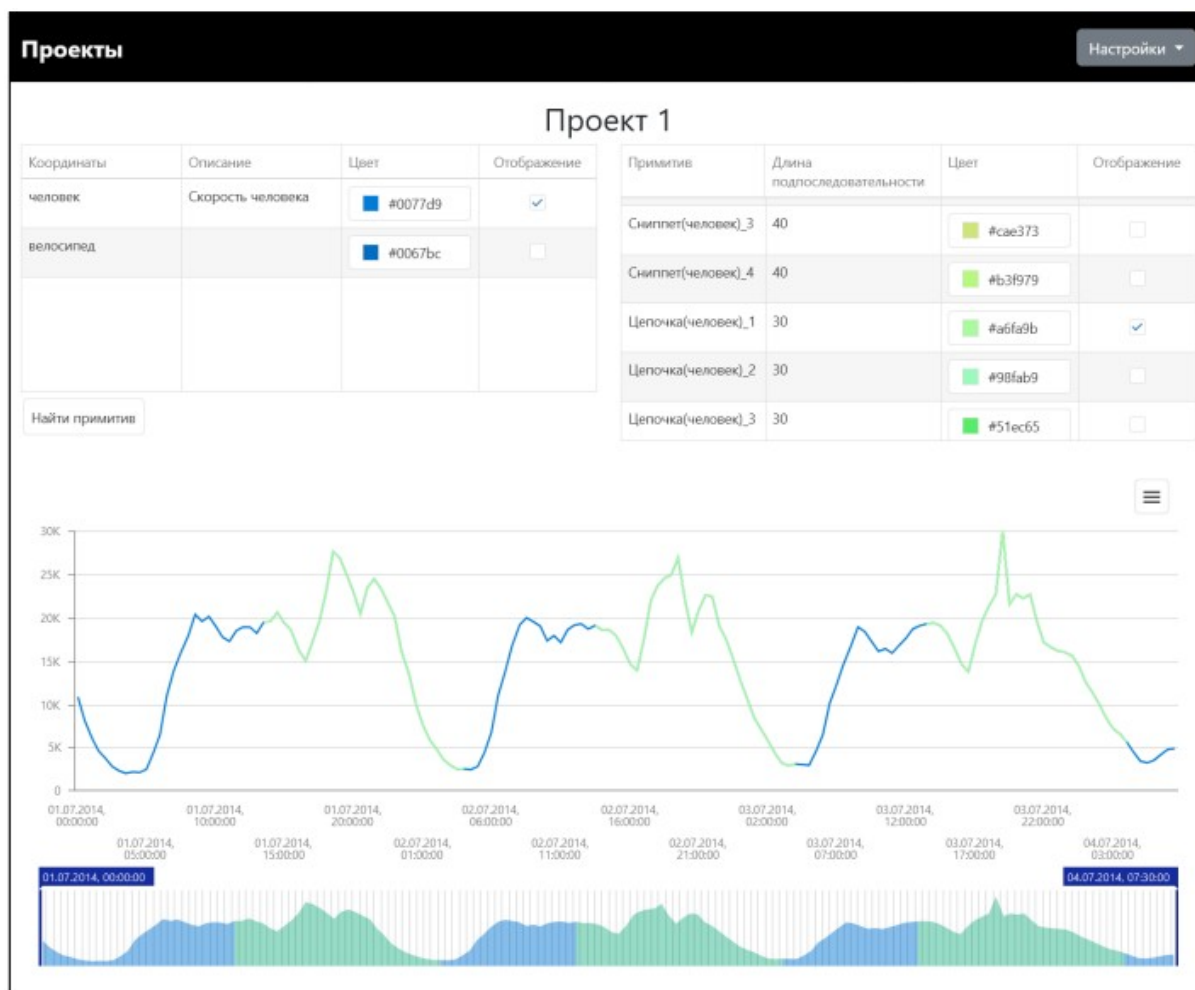 Проекты
Настройки
Проект 1
Координаты Описание Цвет Отображение
человек Скорость человека #0077d9
велосипед #0067bc
Найти примитив
Примитив Длина подпоследовательности Цвет Отображение
Сниппет(человек)_3 40 #cae373
Сниппет(человек)_4 40 #b3f979
Цепочка(человек)_1 30 #a6fa9b
Цепочка(человек)_2 30 #98fab9
Цепочка(человек)_3 30 #51ec65
30K
25K
20K
15K
10K
5K
0
01.07.2014, 00:00:00
01.07.2014, 10:00:00
01.07.2014, 20:00:00
02.07.2014, 06:00:00
02.07.2014, 16:00:00
03.07.2014, 02:00:00
03.07.2014, 12:00:00
03.07.2014, 22:00:00
01.07.2014, 05:00:00
01.07.2014, 15:00:00
02.07.2014, 01:00:00
02.07.2014, 11:00:00
02.07.2014, 21:00:00
03.07.2014, 07:00:00
03.07.2014, 17:00:00
04.07.2014, 03:00:00
01.07.2014, 00:00:00
04.07.2014, 07:30:00